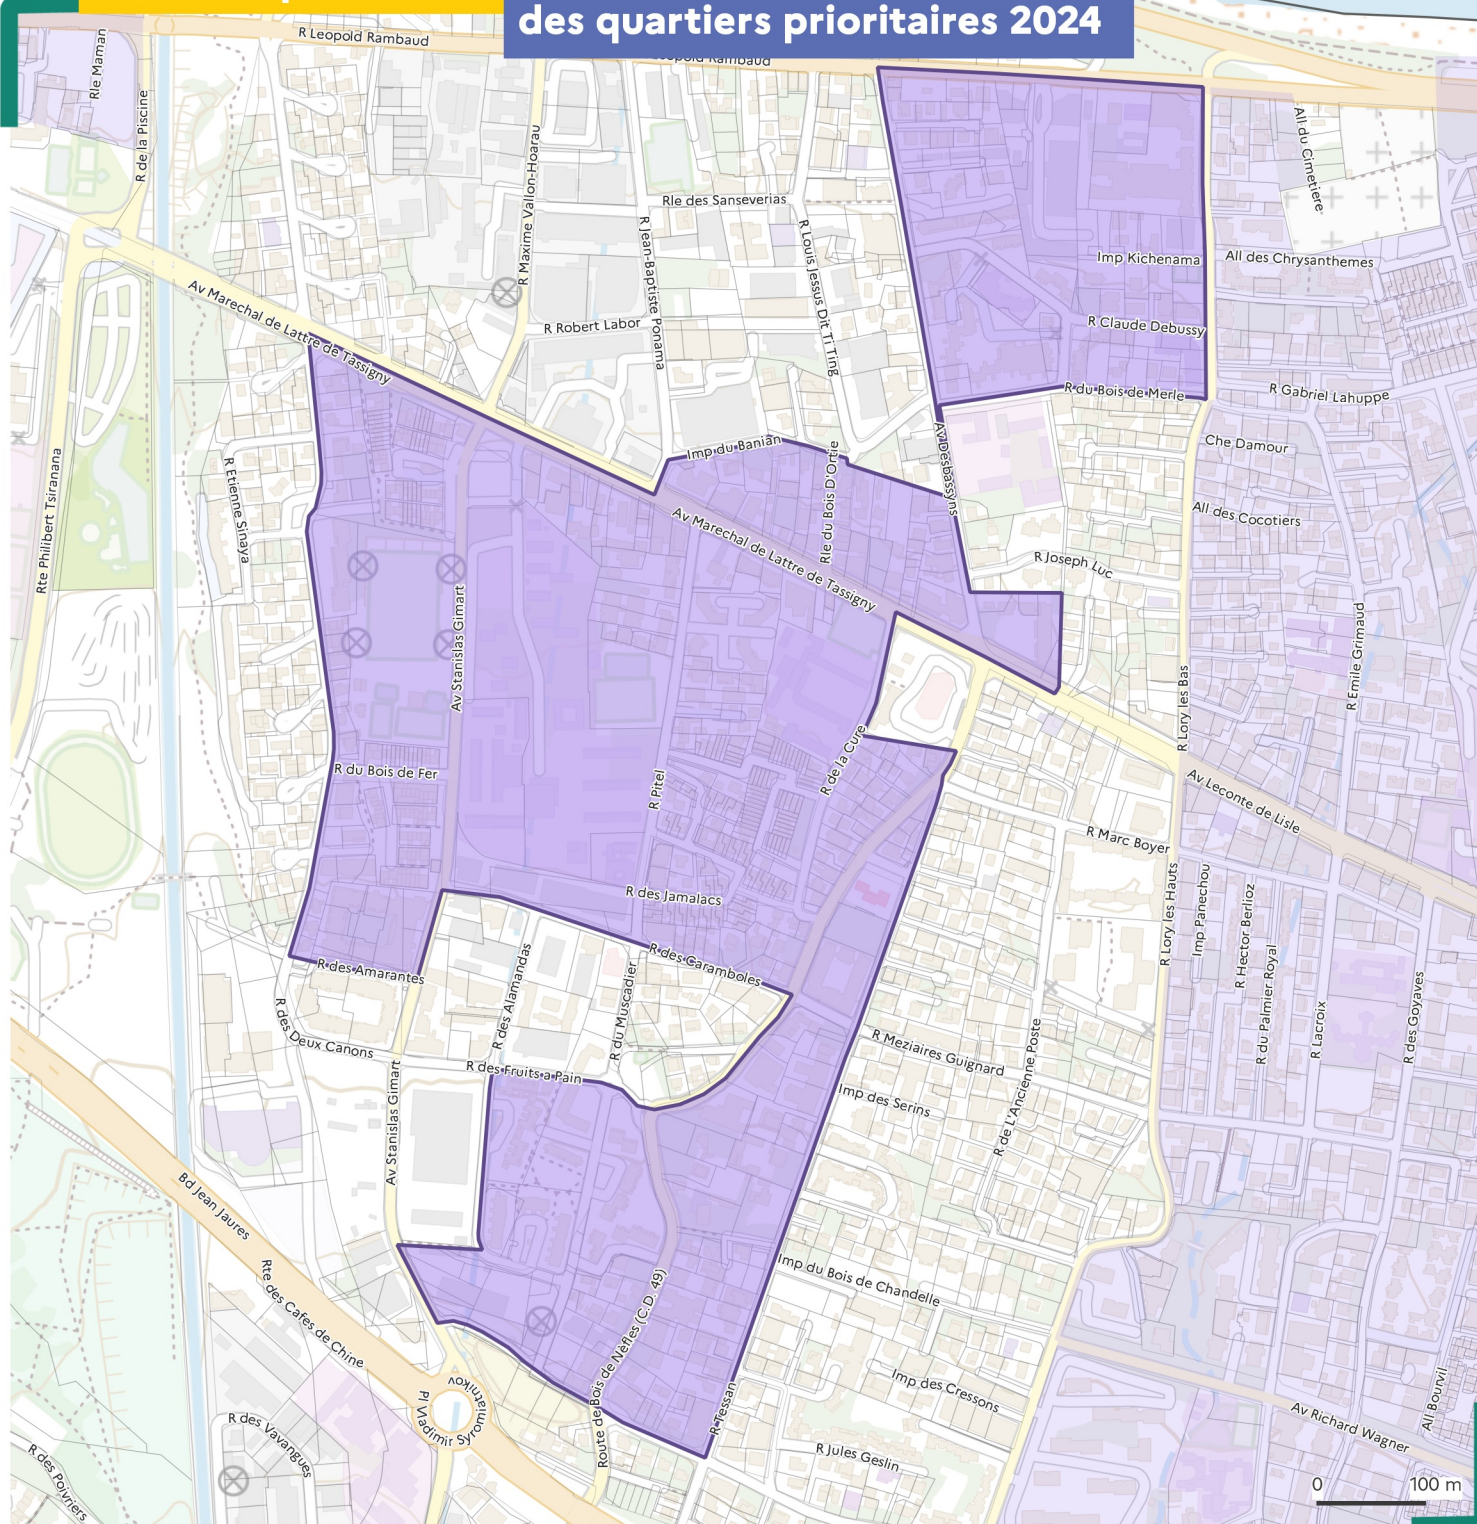 des quartiers prioritaires 2024
R Leopold Rambaud
Leopold Rambaud
Rle Maman
R de la Piscine
R Maxime Vallon-Hoarau
Rle des Sanseverias
R Jean-Baptiste Ponama
R Louis Jessus Dit Ti Ting
All du Cimetiere
Imp Kichenama
All des Chrysanthemes
Av Marechal de Lattre de Tassigny
R Robert Labor
R Claude Debussy
R du Bois de Merle
R Gabriel Lahuppe
Imp du Banian
Av Desbassyns
Che Damour
Rle du Bois D'Ortie
R Etienne Sinaya
Rte Philibert Tsiranana
Av Marechal de Lattre de Tassigny
All des Cocotiers
R Joseph Luc
Av Stanislas Gimart
R Emile Grimaud
R Lory les Bas
R du Bois de Fer
R Pitel
R de la Cure
Av Leconte de Lisle
R Marc Boyer
R des Jamalacs
R Lory les Hauts
Imp Panechou
R Hector Berlioz
R du Palmier Royal
R Lacroix
R des Goyaves
R des Amarantes
R des Caramboles
R des Alamandas
R du Muscadier
R des Deux Canons
R des Fruits a Pain
R Meziaires Guignard
R de L'Ancienne Poste
Imp des Serins
Av Stanislas Gimart
Bd Jean Jaures
Rte des Cafes de Chine
Imp du Bois de Chandelle
Route de Bois de Nèfles (C.D. 49)
Imp des Cressons
Pl Vladimir Syromiatnikov
R Tessan
All Bourvil
Av Richard Wagner
R des Vavangues
R Jules Geslin
R des Poivriers
0 100 m